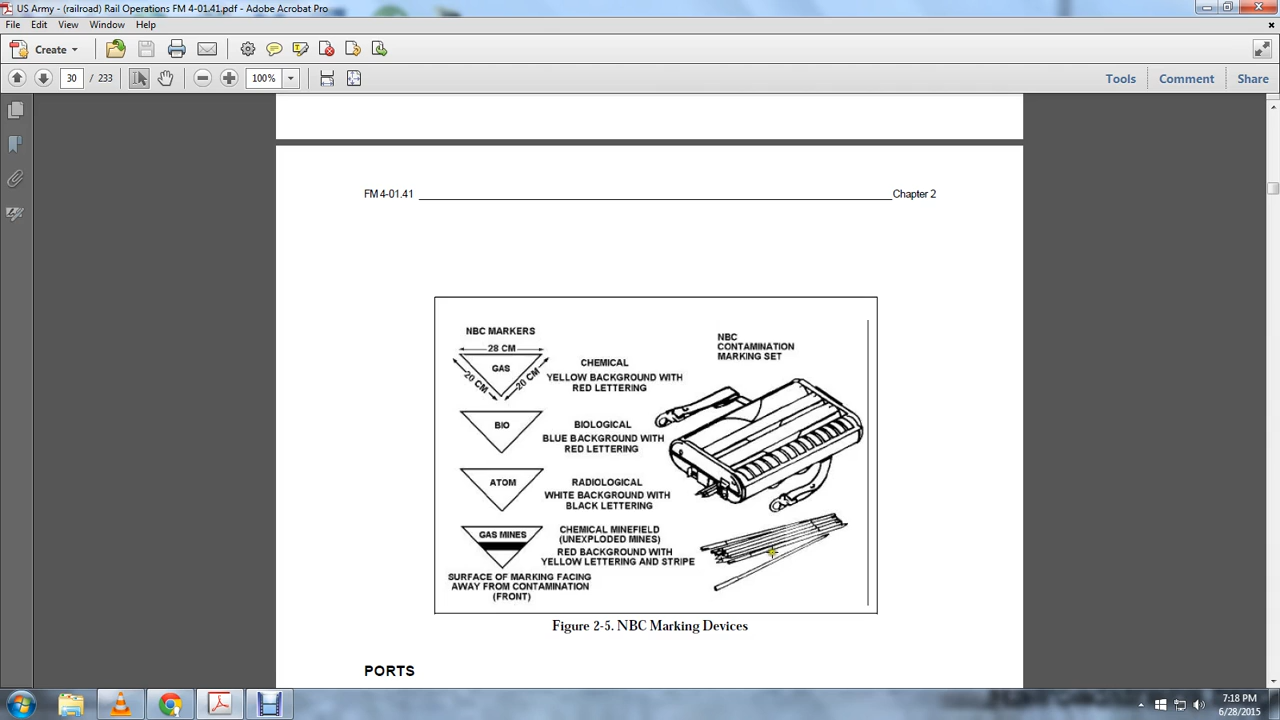 US Army - (railroad) Rail Operations FM 4-01.41.pdf - Adobe Acrobat Pro
File Edit View Window Help
Create
30 / 233 100% Tools Comment Share
FM 4-01.41 Chapter 2
NBC MARKERS
28 CM
20 CM
20 CM
GAS
CHEMICAL
YELLOW BACKGROUND WITH
RED LETTERING
BIO
BIOLOGICAL
BLUE BACKGROUND WITH
RED LETTERING
ATOM
RADIOLOGICAL
WHITE BACKGROUND WITH
BLACK LETTERING
GAS MINES
CHEMICAL MINEFIELD
(UNEXPLODED MINES)
RED BACKGROUND WITH
YELLOW LETTERING AND STRIPE
SURFACE OF MARKING FACING
AWAY FROM CONTAMINATION
(FRONT)
NBC
CONTAMINATION
MARKING SET
Figure 2-5. NBC Marking Devices
PORTS
7:18 PM
6/28/2015